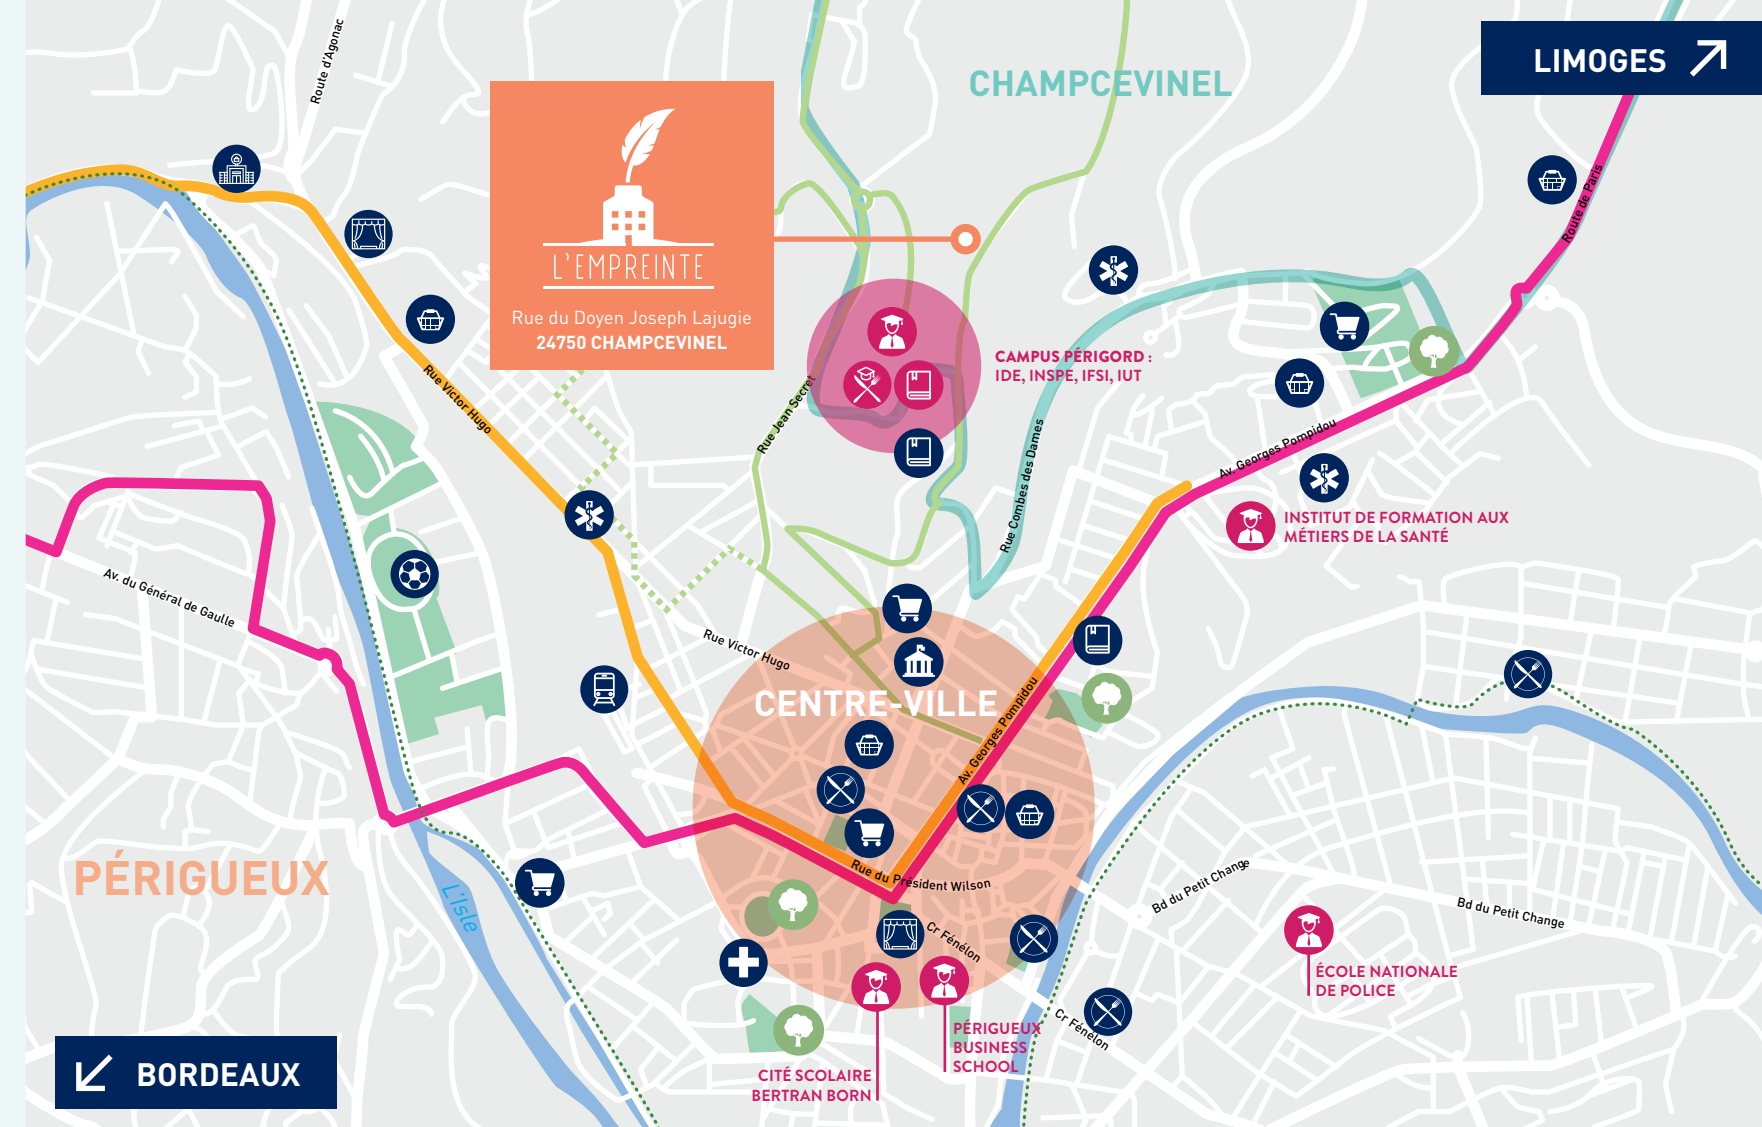 LIMOGES
Route d'Agonac
CHAMPCEVINEL
Route de Paris
L'EMPREINTE
Rue du Doyen Joseph Lajugie
24750 CHAMPCEVINEL
CAMPUS PÉRIGORD :
IDE, INSPE, IFSI, IUT
Rue Victor Hugo
Rue Jean Secret
Rue Combes des Dames
Av. Georges Pompidou
INSTITUT DE FORMATION AUX
MÉTIERS DE LA SANTÉ
Av. du Général de Gaulle
Rue Victor Hugo
CENTRE-VILLE
Av. Georges Pompidou
PÉRIGUEUX
L'Isle
Rue du Président Wilson
Bd du Petit Change
Bd du Petit Change
Cr Fénélon
ÉCOLE NATIONALE
DE POLICE
Cr Fénélon
PÉRIGUEUX
BUSINESS
SCHOOL
CITÉ SCOLAIRE
BERTRAN BORN
BORDEAUX